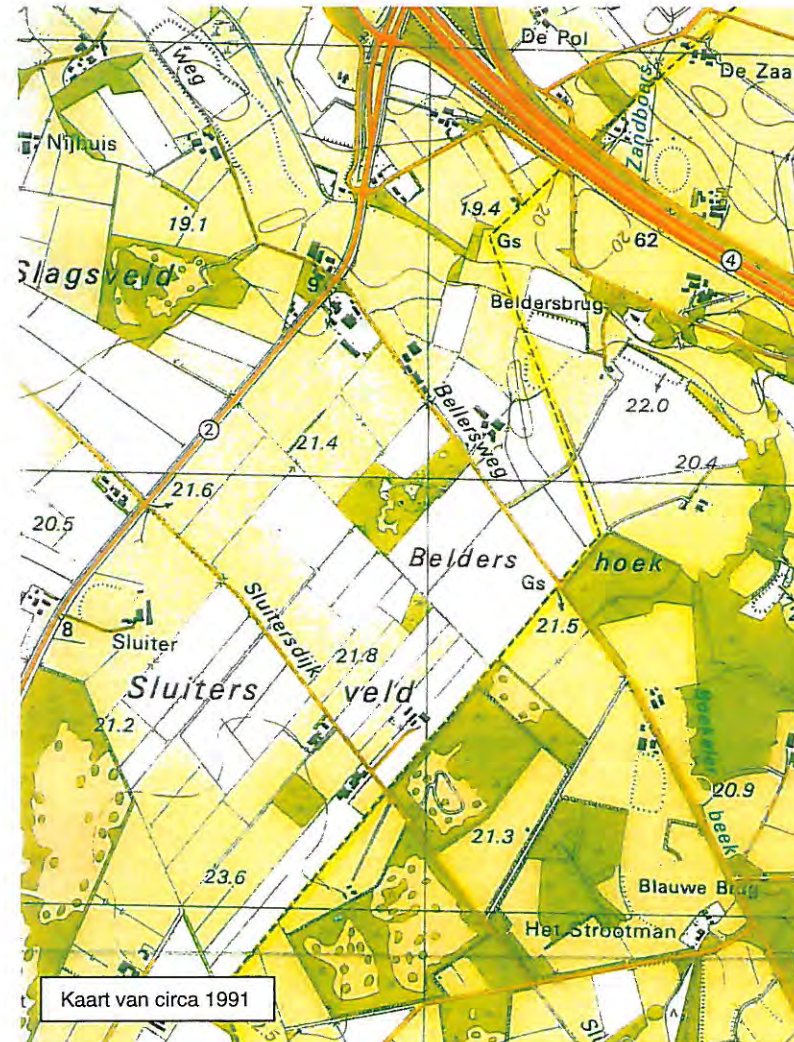 De Pol
De Zaa
weg
Zandboers
Nijhuis
19.1
19.4
20
20
62
Gs
4
Slagsveld
9
Beldersbrug
22.0
Bellersweg
2
21.4
20.4
21.6
20.5
Belders hoek
Gs
21.5
Sluitersdijk
8
Sluiter
21.8
Sluiters veld
21.2
Boekeler beek
20.9
21.3
23.6
Blauwe Brug
Het Strootman
Kaart van circa 1991